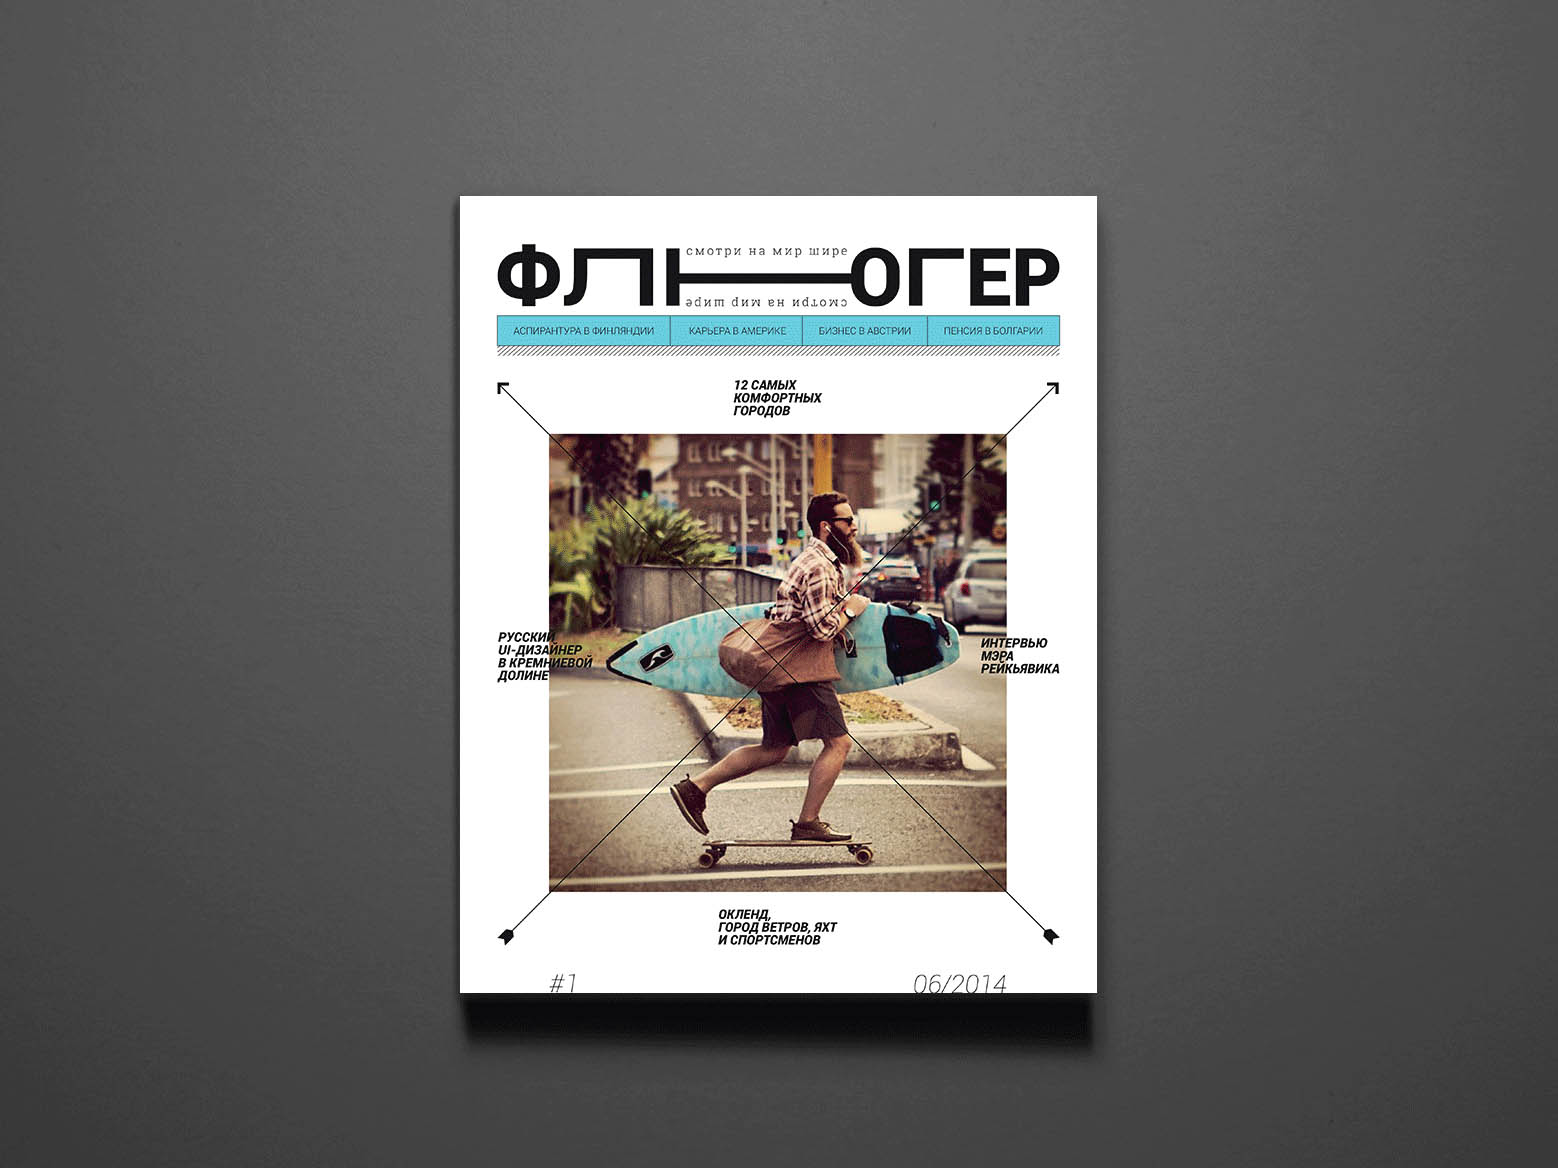 ФЛЮГЕР
смотри на мир шире
смотри на мир шире
АСПИРАНТУРА В ФИНЛЯНДИИ
КАРЬЕРА В АМЕРИКЕ
БИЗНЕС В АВСТРИИ
ПЕНСИЯ В БОЛГАРИИ
12 САМЫХ
КОМФОРТНЫХ
ГОРОДОВ
РУССКИЙ
UI-ДИЗАЙНЕР
В КРЕМНИЕВОЙ
ДОЛИНЕ
ИНТЕРВЬЮ
МЭРА
РЕЙКЬЯВИКА
ОКЛЕНД,
ГОРОД ВЕТРОВ, ЯХТ
И СПОРТСМЕНОВ
#1
06/2014